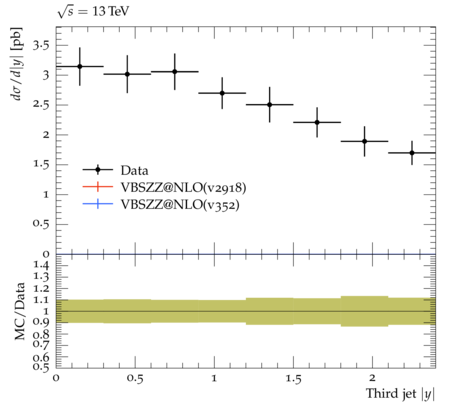 √s = 13 TeV
dσ/d|y| [pb]
3.5
3
2.5
2
1.5
1
0.5
0
Data
VBSZZ@NLO(v2918)
VBSZZ@NLO(v352)
MC/Data
1.4
1.3
1.2
1.1
1
0.9
0.8
0.7
0.6
0.5
0 0.5 1 1.5 2
Third jet |y|